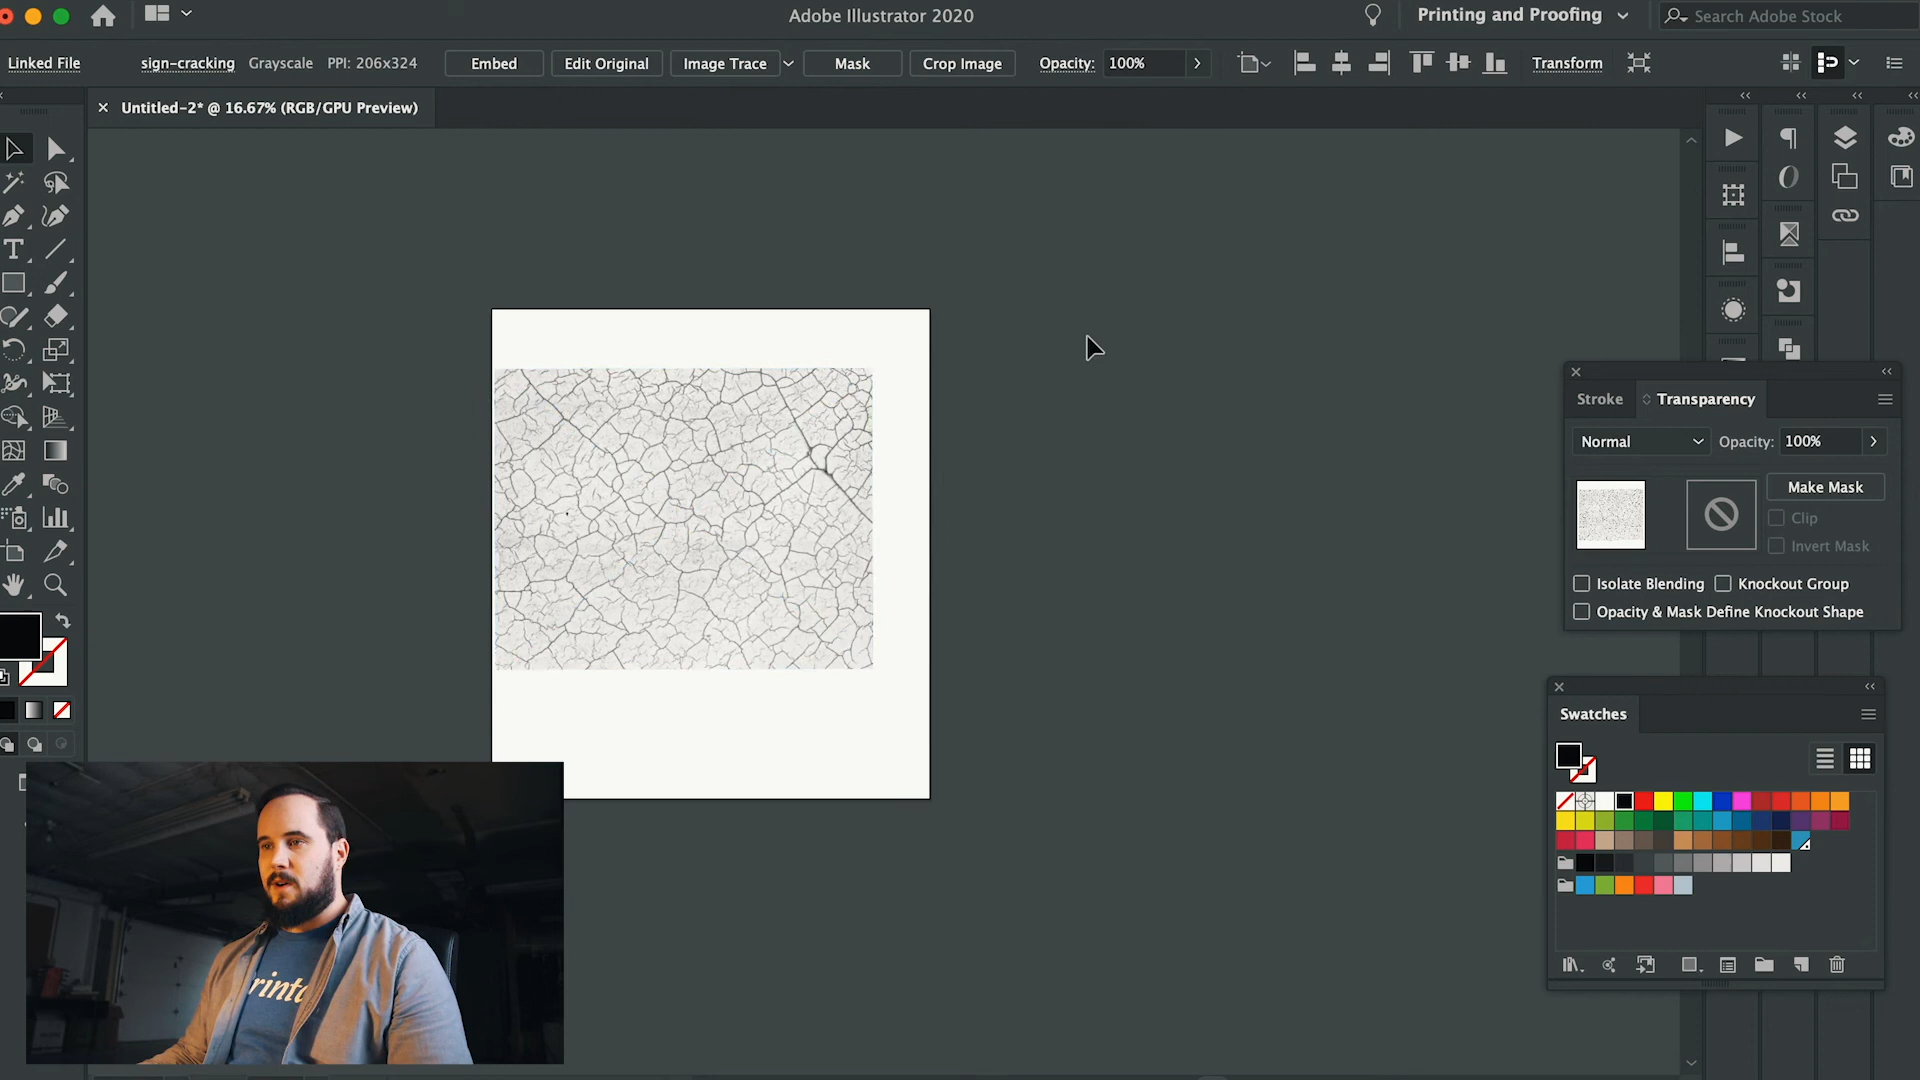 Adobe Illustrator 2020
Printing and Proofing
Search Adobe Stock
Linked File
sign-cracking
Grayscale
PPI: 206x324
Embed
Edit Original
Image Trace
Mask
Crop Image
Opacity:
100%
Transform
Untitled-2* @ 16.67% (RGB/GPU Preview)
Stroke
Transparency
Normal
Opacity:
100%
Make Mask
Clip
Invert Mask
Isolate Blending
Knockout Group
Opacity & Mask Define Knockout Shape
Swatches